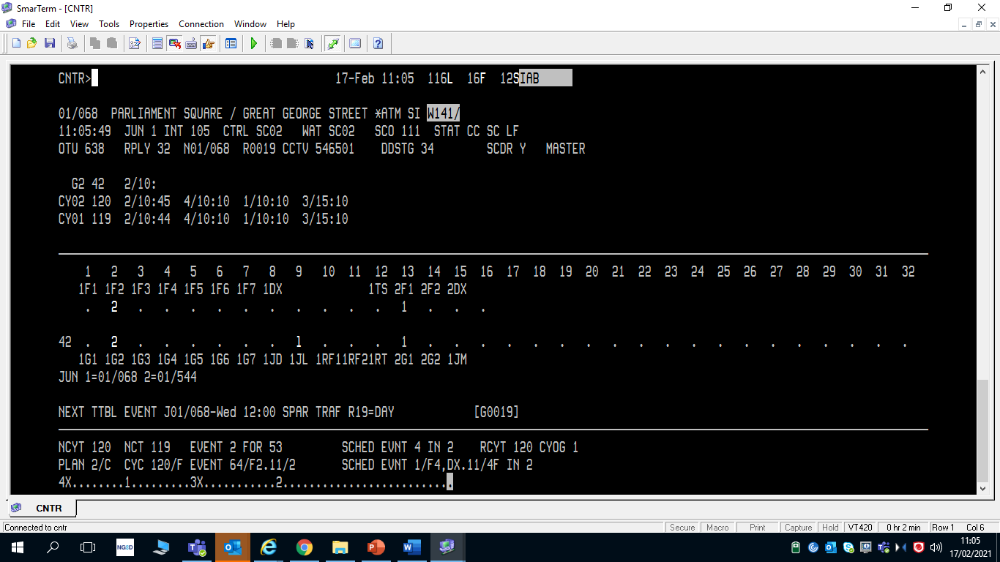 SmarTerm - [CNTR]
File Edit View Tools Properties Connection Window Help
CNTR> 17-Feb 11:05 116L 16F 12SIAB
01/068 PARLIAMENT SQUARE / GREAT GEORGE STREET *ATM SI W141/
11:05:49 JUN 1 INT 105 CTRL SC02 WAT SC02 SCO 111 STAT CC SC LF
OTU 638 RPLY 32 N01/068 R0019 CCTV 546501 DDSTG 34 SCDR Y MASTER
G2 42 2/10:
CY02 120 2/10:45 4/10:10 1/10:10 3/15:10
CY01 119 2/10:44 4/10:10 1/10:10 3/15:10
1 2 3 4 5 6 7 8 9 10 11 12 13 14 15 16 17 18 19 20 21 22 23 24 25 26 27 28 29 30 31 32
1F1 1F2 1F3 1F4 1F5 1F6 1F7 1DX 1TS 2F1 2F2 2DX
. 2 . . . . . . . . . . 1 . . .
42 . 2 . . . . . . 1 . . . 1 . . . . . . . . . . . . . . . . . . .
1G1 1G2 1G3 1G4 1G5 1G6 1G7 1JD 1JL 1RF11RF21RT 2G1 2G2 1JM
JUN 1=01/068 2=01/544
NEXT TTBL EVENT J01/068-Wed 12:00 SPAR TRAF R19=DAY [G0019]
NCYT 120 NCT 119 EVENT 2 FOR 53 SCHED EVNT 4 IN 2 RCYT 120 CYOG 1
PLAN 2/C CYC 120/F EVENT 64/F2.11/2 SCHED EVNT 1/F4,DX.11/4F IN 2
4X........1.........3X...........2..........................
CNTR
Connected to cntr Secure Macro Print Capture Hold VT420 0 hr 2 min Row 1 Col 6
11:05
17/02/2021